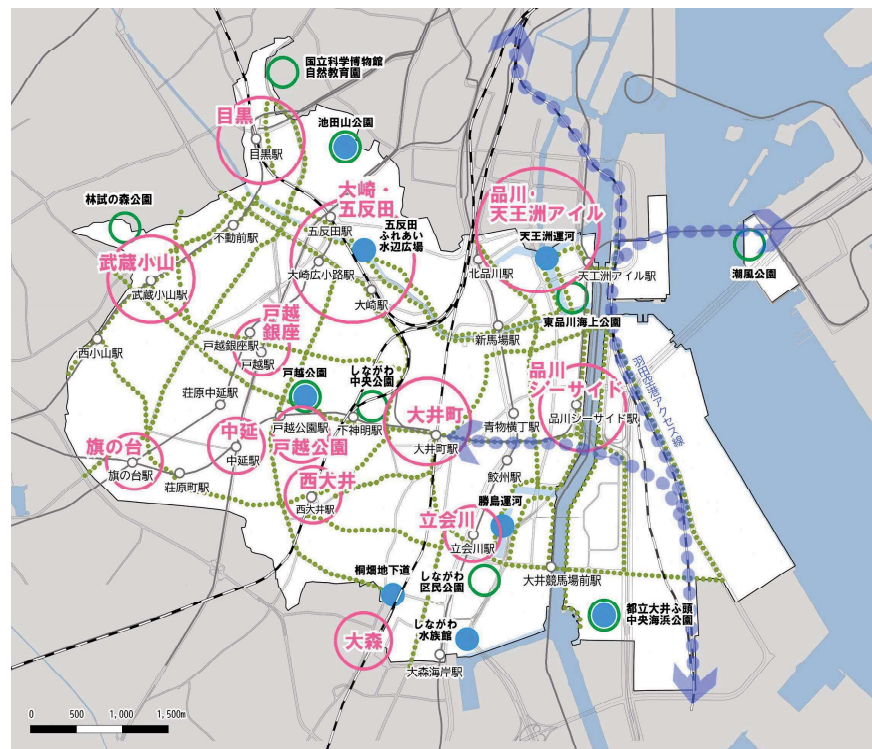 国立科学博物館
自然教育園
目黒
目黒駅
池田山公園
林試の森公園
不動前駅
大崎・
五反田
五反田駅
五反田
ふれあい
水辺広場
大崎広小路駅
大崎駅
品川・
天王洲アイル
天王洲運河
北品川駅
天王洲アイル駅
潮風公園
武蔵小山
武蔵小山駅
東品川海上公園
新馬場駅
西小山駅
戸越
銀座
戸越銀座駅
戸越駅
戸越公園
しながわ
中央公園
荏原中延駅
品川
シーサイド
品川シーサイド駅
羽田空港アクセス線
大井町
大井町駅
青物横丁駅
戸越公園駅
下神明駅
戸越公園
中延
中延駅
旗の台
旗の台駅
荏原町駅
西大井
西大井駅
鮫洲駅
勝島運河
立会川
立会川駅
桐畑地下道
しながわ
区民公園
大井競馬場前駅
都立大井ふ頭
中央海浜公園
しながわ
水族館
大森
大森海岸駅
0 500 1,000 1,500m